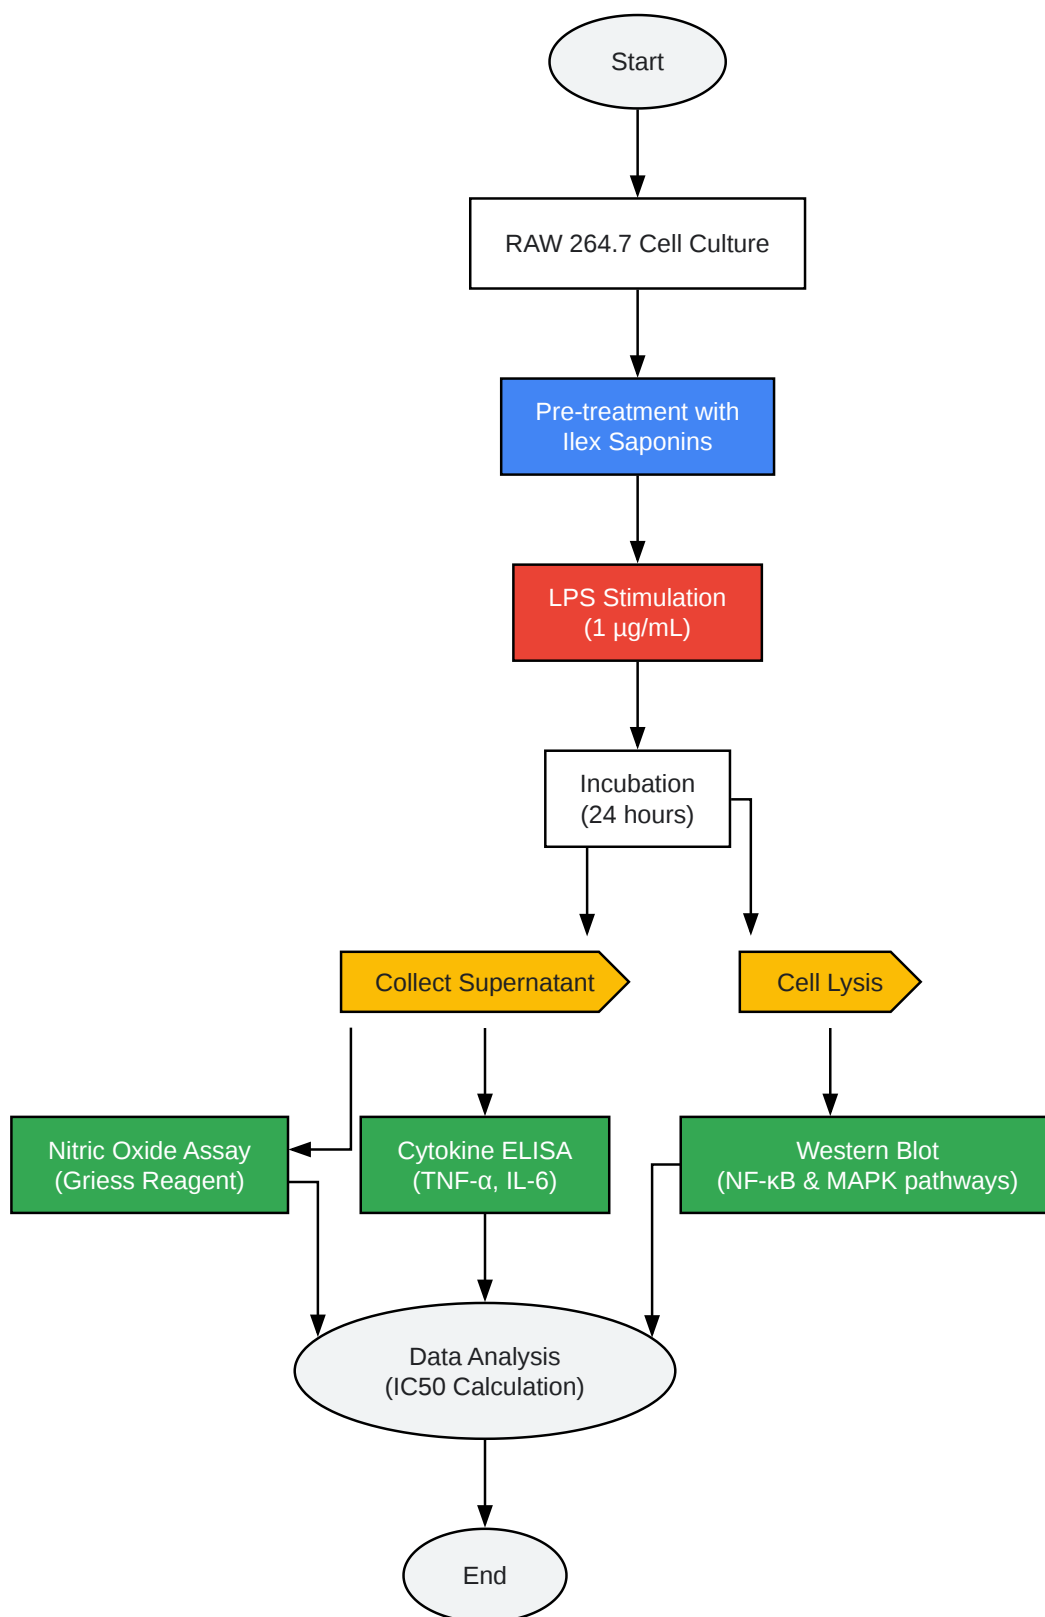 Start
RAW 264.7 Cell Culture
Pre-treatment with
Ilex Saponins
LPS Stimulation
(1 µg/mL)
Incubation
(24 hours)
Collect Supernatant
Cell Lysis
Nitric Oxide Assay
(Griess Reagent)
Cytokine ELISA
(TNF-α, IL-6)
Western Blot
(NF-κB & MAPK pathways)
Data Analysis
(IC50 Calculation)
End